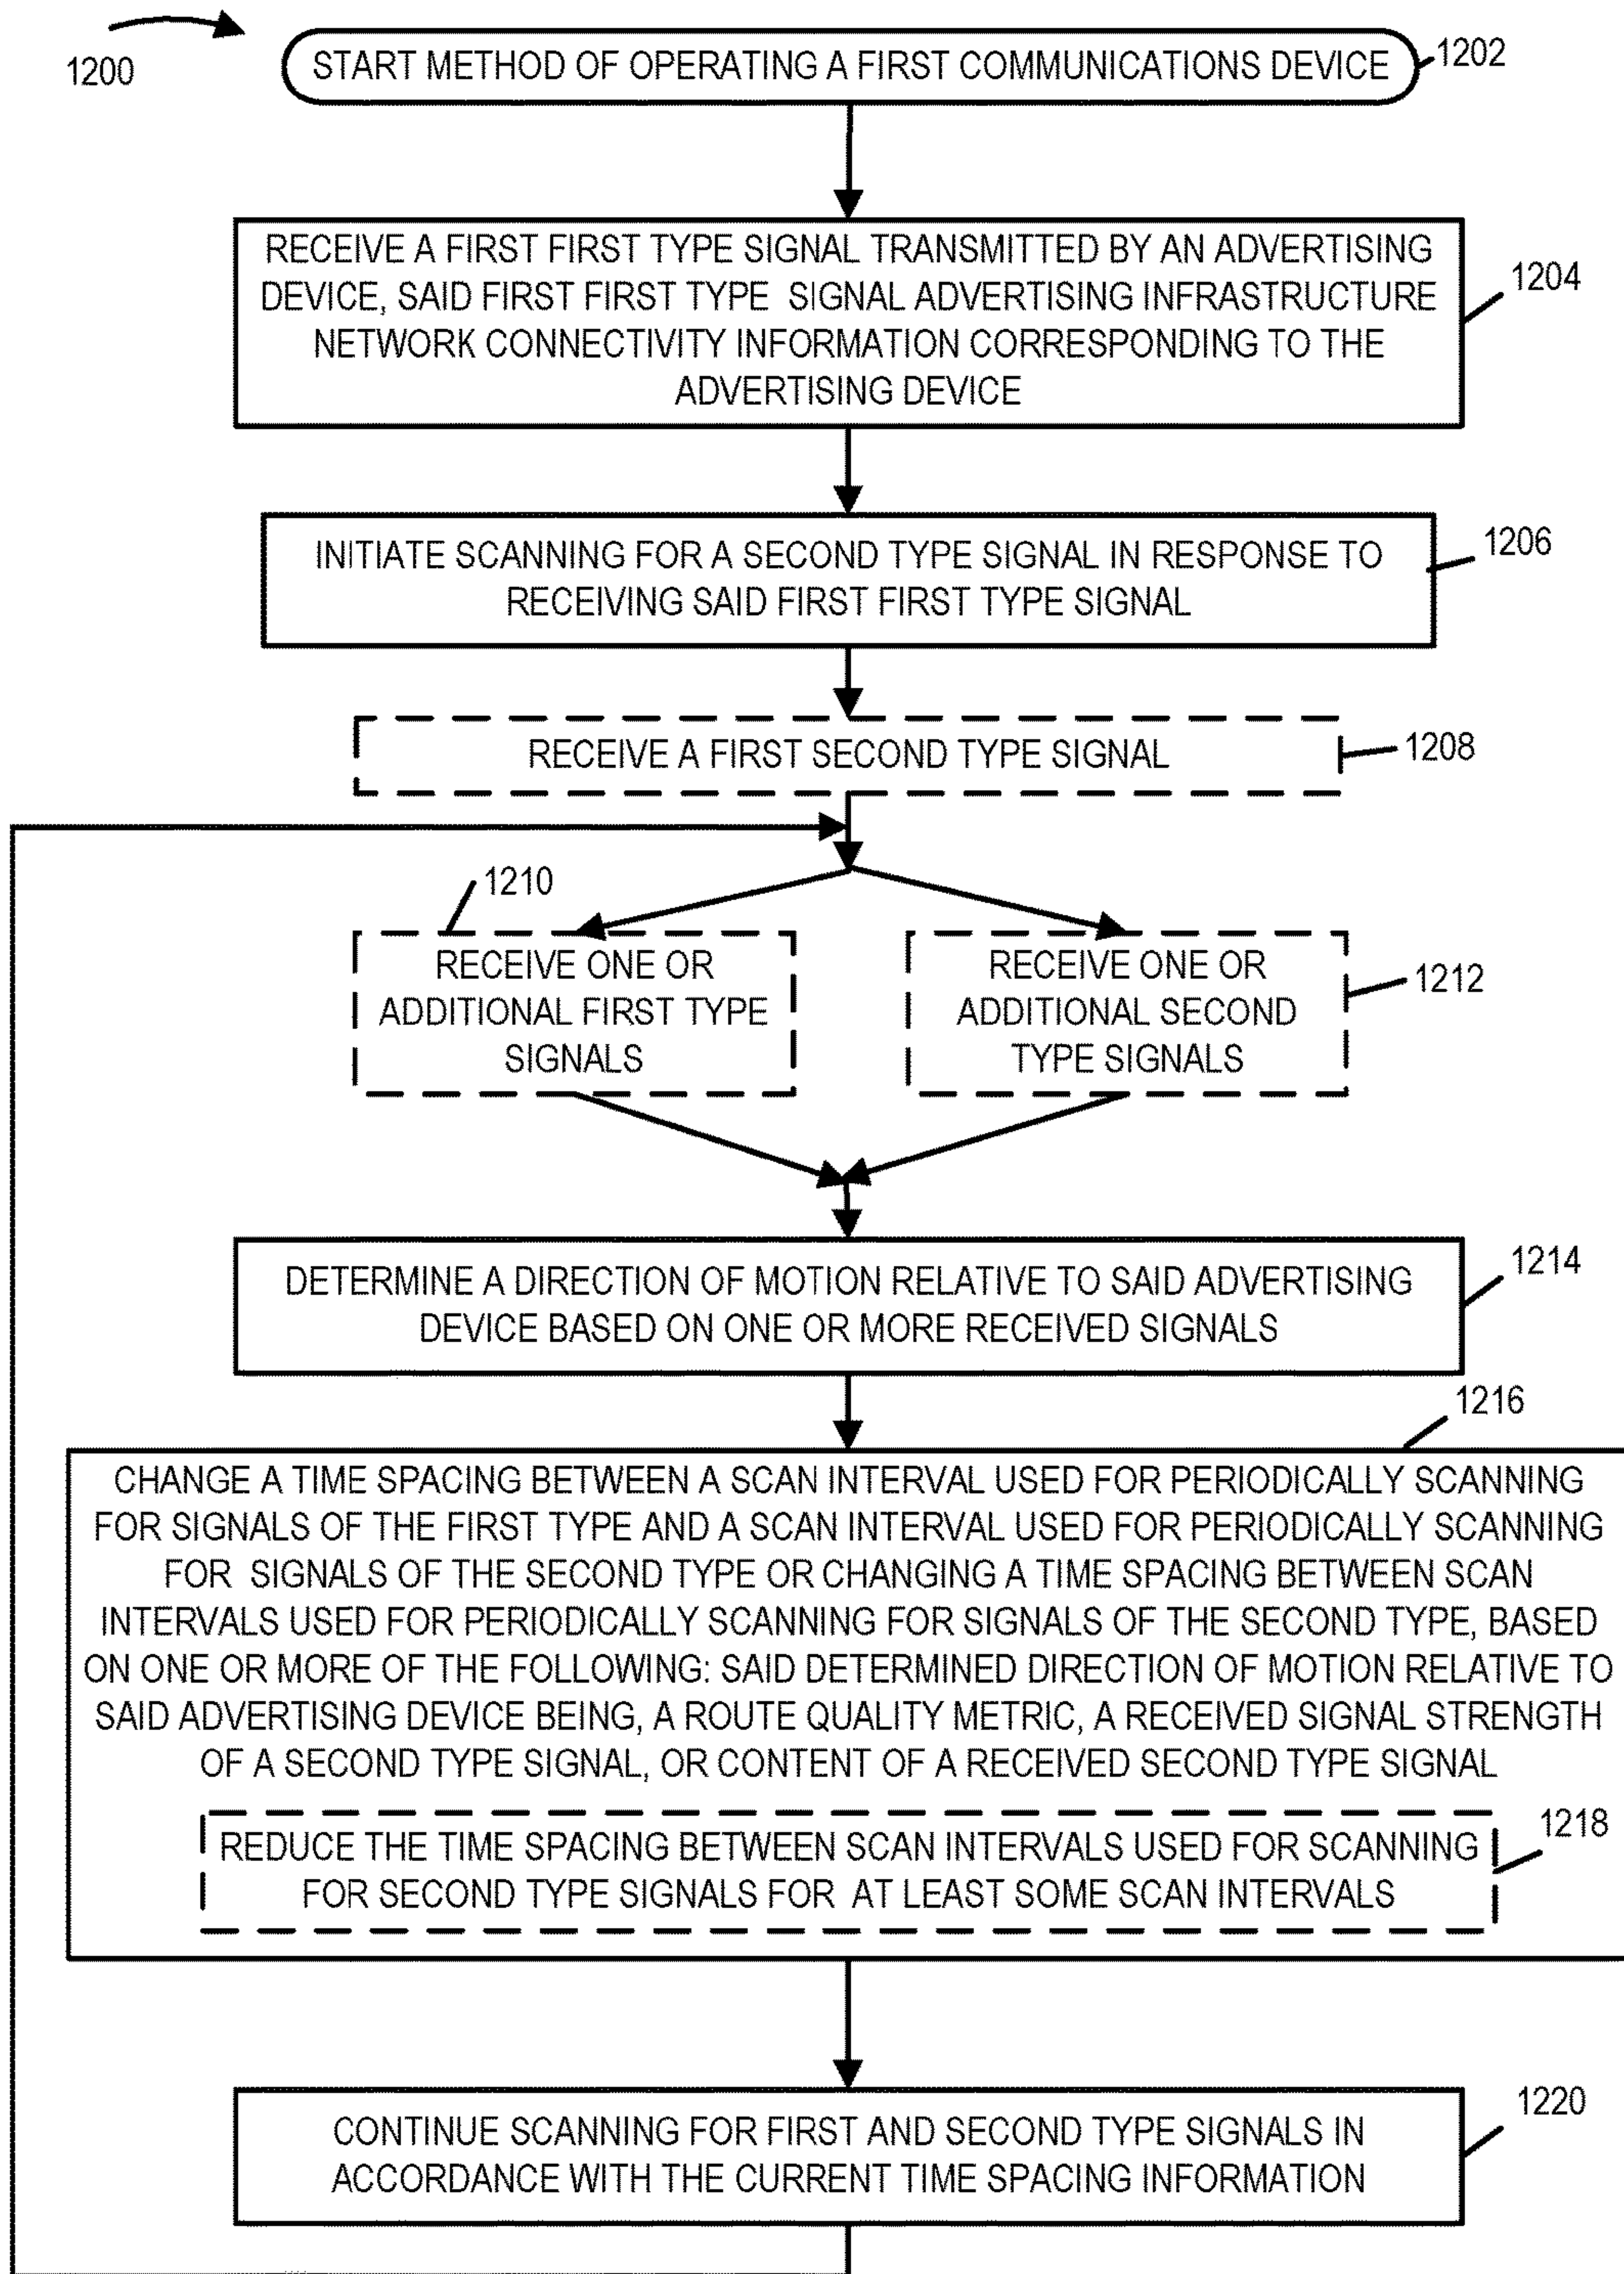 1200
START METHOD OF OPERATING A FIRST COMMUNICATIONS DEVICE
1202
RECEIVE A FIRST FIRST TYPE SIGNAL TRANSMITTED BY AN ADVERTISING
DEVICE, SAID FIRST FIRST TYPE SIGNAL ADVERTISING INFRASTRUCTURE
NETWORK CONNECTIVITY INFORMATION CORRESPONDING TO THE
ADVERTISING DEVICE
1204
INITIATE SCANNING FOR A SECOND TYPE SIGNAL IN RESPONSE TO
RECEIVING SAID FIRST FIRST TYPE SIGNAL
1206
RECEIVE A FIRST SECOND TYPE SIGNAL
1208
1210
RECEIVE ONE OR
ADDITIONAL FIRST TYPE
SIGNALS
RECEIVE ONE OR
ADDITIONAL SECOND
TYPE SIGNALS
1212
DETERMINE A DIRECTION OF MOTION RELATIVE TO SAID ADVERTISING
DEVICE BASED ON ONE OR MORE RECEIVED SIGNALS
1214
1216
CHANGE A TIME SPACING BETWEEN A SCAN INTERVAL USED FOR PERIODICALLY SCANNING
FOR SIGNALS OF THE FIRST TYPE AND A SCAN INTERVAL USED FOR PERIODICALLY SCANNING
FOR SIGNALS OF THE SECOND TYPE OR CHANGING A TIME SPACING BETWEEN SCAN
INTERVALS USED FOR PERIODICALLY SCANNING FOR SIGNALS OF THE SECOND TYPE, BASED
ON ONE OR MORE OF THE FOLLOWING: SAID DETERMINED DIRECTION OF MOTION RELATIVE TO
SAID ADVERTISING DEVICE BEING, A ROUTE QUALITY METRIC, A RECEIVED SIGNAL STRENGTH
OF A SECOND TYPE SIGNAL, OR CONTENT OF A RECEIVED SECOND TYPE SIGNAL
REDUCE THE TIME SPACING BETWEEN SCAN INTERVALS USED FOR SCANNING
FOR SECOND TYPE SIGNALS FOR AT LEAST SOME SCAN INTERVALS
1218
CONTINUE SCANNING FOR FIRST AND SECOND TYPE SIGNALS IN
ACCORDANCE WITH THE CURRENT TIME SPACING INFORMATION
1220